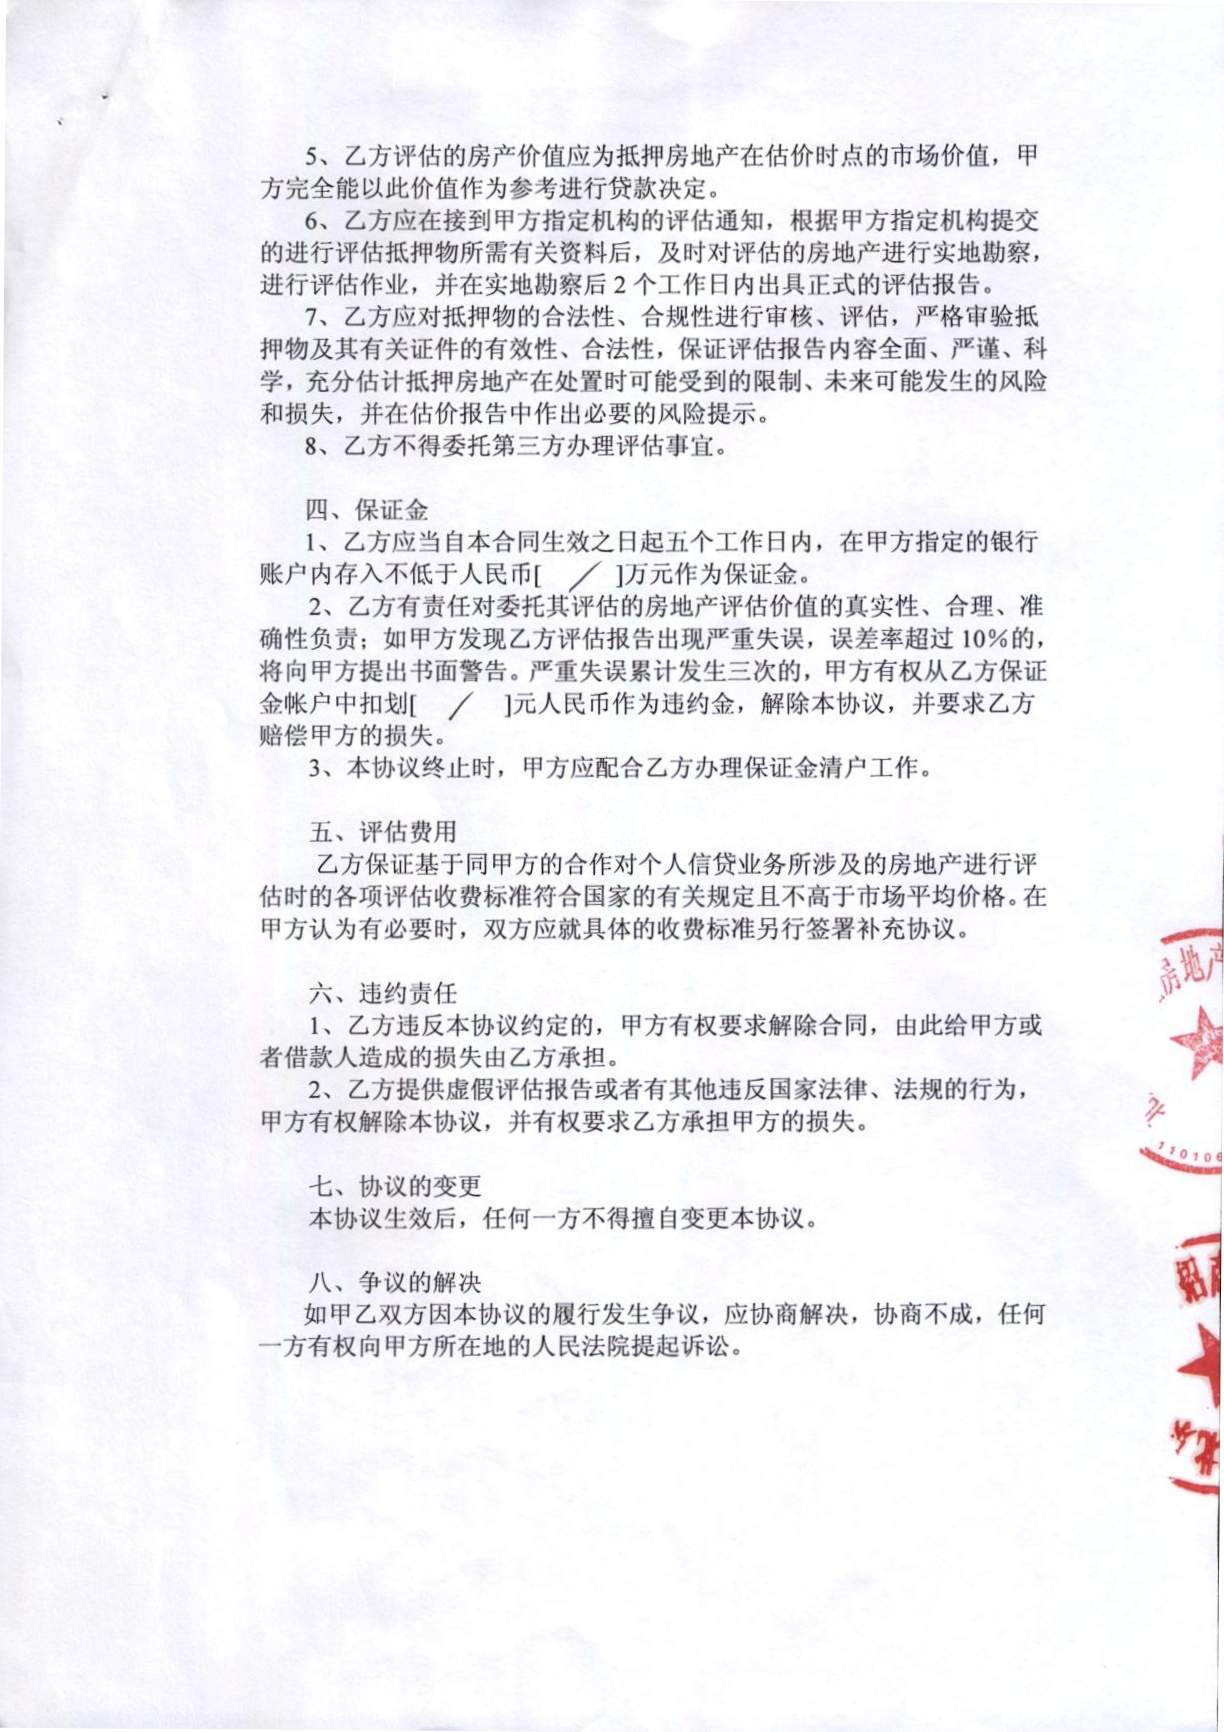 5、乙方评估的房产价值应为抵押房地产在估价时点的市场价值，甲
方完全能以此价值作为参考进行贷款决定。
6、乙方应在接到甲方指定机构的评估通知，根据甲方指定机构提交
的进行评估抵押物所需有关资料后，及时对评估的房地产进行实地勘察，
进行评估作业，并在实地勘察后 2 个工作日内出具正式的评估报告。
7、乙方应对抵押物的合法性、合规性进行审核、评估，严格审验抵
押物及其有关证件的有效性、合法性，保证评估报告内容全面、严谨、科
学，充分估计抵押房地产在处置时可能受到的限制、未来可能发生的风险
和损失，并在估价报告中作出必要的风险提示。
8、乙方不得委托第三方办理评估事宜。
四、保证金
1、乙方应当自本合同生效之日起五个工作日内，在甲方指定的银行
账户内存入不低于人民币[ / ]万元作为保证金。
2、乙方有责任对委托其评估的房地产评估价值的真实性、合理、准
确性负责；如甲方发现乙方评估报告出现严重失误，误差率超过 10%的，
将向甲方提出书面警告。严重失误累计发生三次的，甲方有权从乙方保证
金帐户中扣划[ / ]元人民币作为违约金，解除本协议，并要求乙方
赔偿甲方的损失。
3、本协议终止时，甲方应配合乙方办理保证金清户工作。
五、评估费用
乙方保证基于同甲方的合作对个人信贷业务所涉及的房地产进行评
估时的各项评估收费标准符合国家的有关规定且不高于市场平均价格。在
甲方认为有必要时，双方应就具体的收费标准另行签署补充协议。
六、违约责任
1、乙方违反本协议约定的，甲方有权要求解除合同，由此给甲方或
者借款人造成的损失由乙方承担。
2、乙方提供虚假评估报告或者有其他违反国家法律、法规的行为，
甲方有权解除本协议，并有权要求乙方承担甲方的损失。
七、协议的变更
本协议生效后，任何一方不得擅自变更本协议。
八、争议的解决
如甲乙双方因本协议的履行发生争议，应协商解决，协商不成，任何
一方有权向甲方所在地的人民法院提起诉讼。
房地产
110106
北京